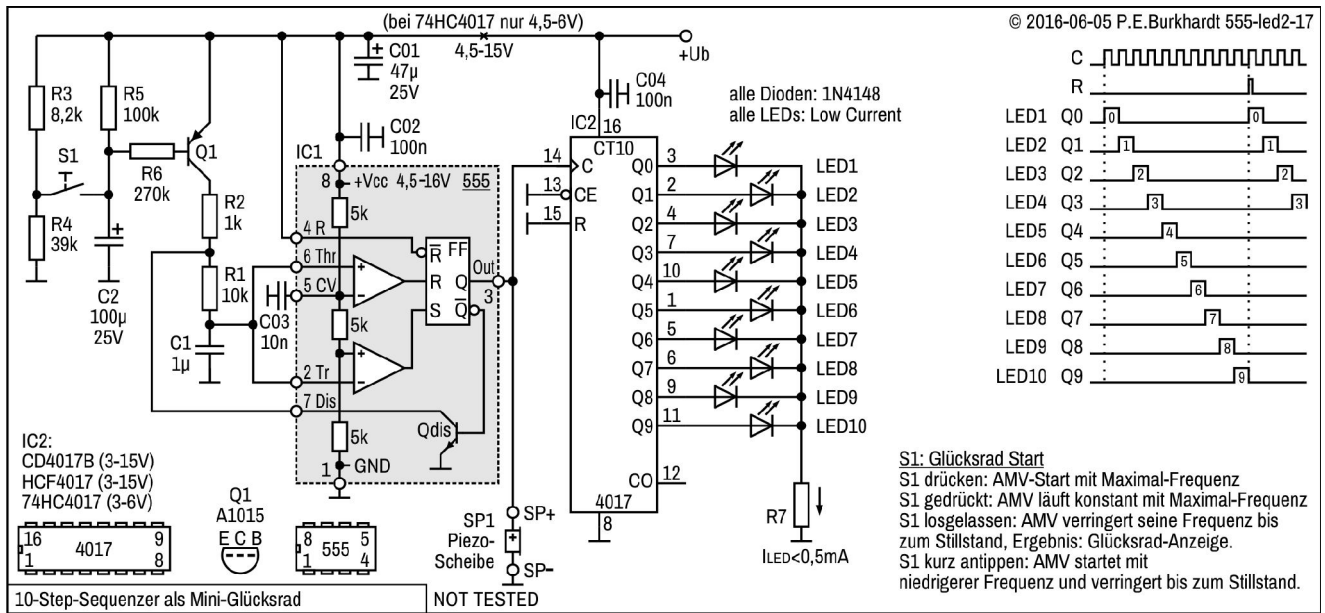 (bei 74HC4017 nur 4,5-6V)
4,5-15V
+Ub
© 2016-06-05 P.E.Burkhardt 555-led2-17
C01
47µ
25V
C04
100n
C02
100n
R3
8,2k
R5
100k
S1
R6
270k
Q1
R4
39k
C2
100µ
25V
R2
1k
R1
10k
C1
1µ
C03
10n
IC1
8 +Vcc 4,5-16V 555
5k
4 R
6 Thr
5 CV
5k
2 Tr
7 Dis
5k
Qdis
1 GND
R FF
R Q
S Q
Out
3
IC2
16
CT10
14 C
13 CE
15 R
Q0 3 LED1
Q1 2 LED2
Q2 4 LED3
Q3 7 LED4
Q4 10 LED5
Q5 1 LED6
Q6 5 LED7
Q7 6 LED8
Q8 9 LED9
Q9 11 LED10
CO 12
4017
8
alle Dioden: 1N4148
alle LEDs: Low Current
R7
ILED<0,5mA
SP+
SP1
Piezo-
Scheibe
SP−
C
R
LED1 Q0 0 0
LED2 Q1 1 1
LED3 Q2 2 2
LED4 Q3 3 3
LED5 Q4 4
LED6 Q5 5
LED7 Q6 6
LED8 Q7 7
LED9 Q8 8
LED10 Q9 9
S1: Glücksrad Start
S1 drücken: AMV-Start mit Maximal-Frequenz
S1 gedrückt: AMV läuft konstant mit Maximal-Frequenz
S1 losgelassen: AMV verringert seine Frequenz bis
zum Stillstand, Ergebnis: Glücksrad-Anzeige.
S1 kurz antippen: AMV startet mit
niedrigerer Frequenz und verringert bis zum Stillstand.
IC2:
CD4017B (3-15V)
HCF4017 (3-15V)
74HC4017 (3-6V)
16 9
4017
1 8
Q1
A1015
E C B
8 5
555
1 4
10-Step-Sequenzer als Mini-Glücksrad
NOT TESTED